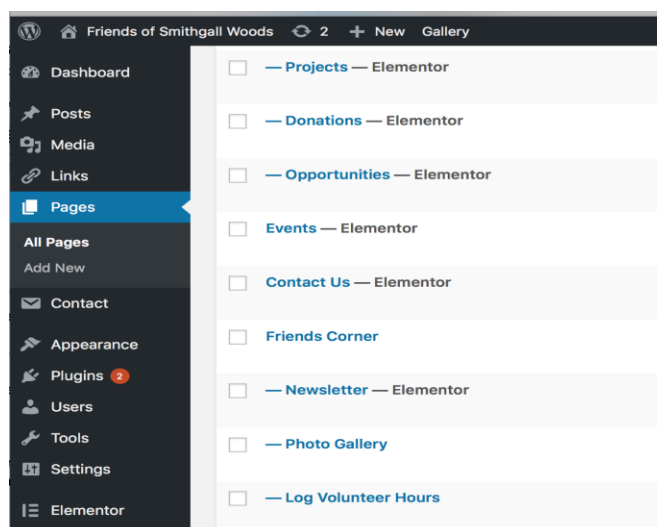 Friends of Smithgall Woods 2 + New Gallery
Dashboard
Posts
Media
Links
Pages
All Pages
Add New
Contact
Appearance
Plugins 2
Users
Tools
Settings
Elementor
— Projects — Elementor
— Donations — Elementor
— Opportunities — Elementor
Events — Elementor
Contact Us — Elementor
Friends Corner
— Newsletter — Elementor
— Photo Gallery
— Log Volunteer Hours